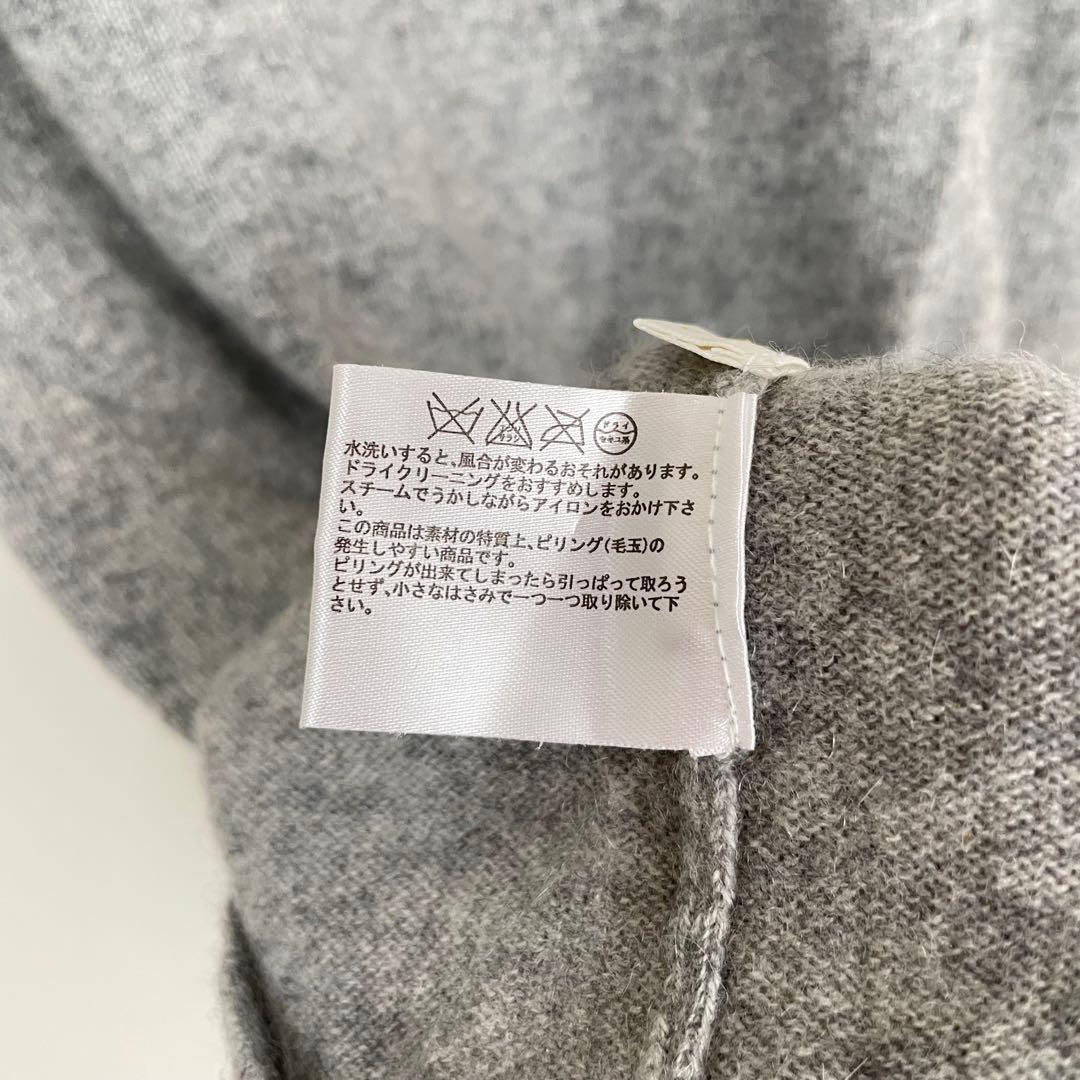 エンソ
サラシ
ドライ
セキユ系
水洗いすると、風合が変わるおそれがあります。
ドライクリーニングをおすすめします。
スチームでうかしながらアイロンをおかけ下さ
い。
この商品は素材の特質上、ピリング(毛玉)の
発生しやすい商品です。
ピリングが出来てしまったら引っぱって取ろう
とせず、小さなはさみで一つ一つ取り除いて下
さい。